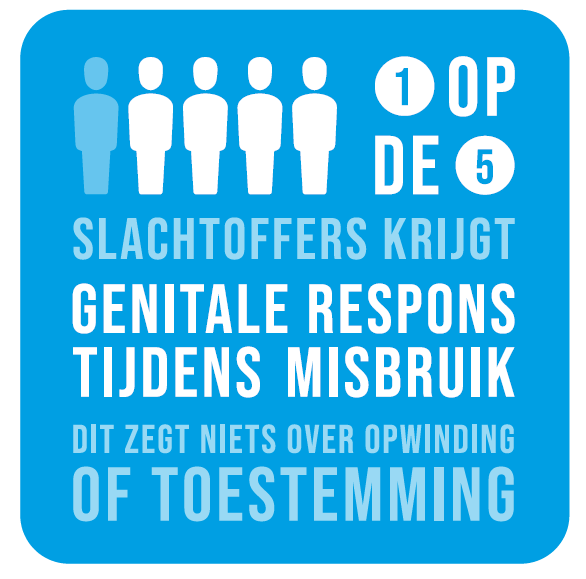 1 OP
DE 5
SLACHTOFFERS KRIJGT
GENITALE RESPONS
TIJDENS MISBRUIK
DIT ZEGT NIETS OVER OPWINDING
OF TOESTEMMING